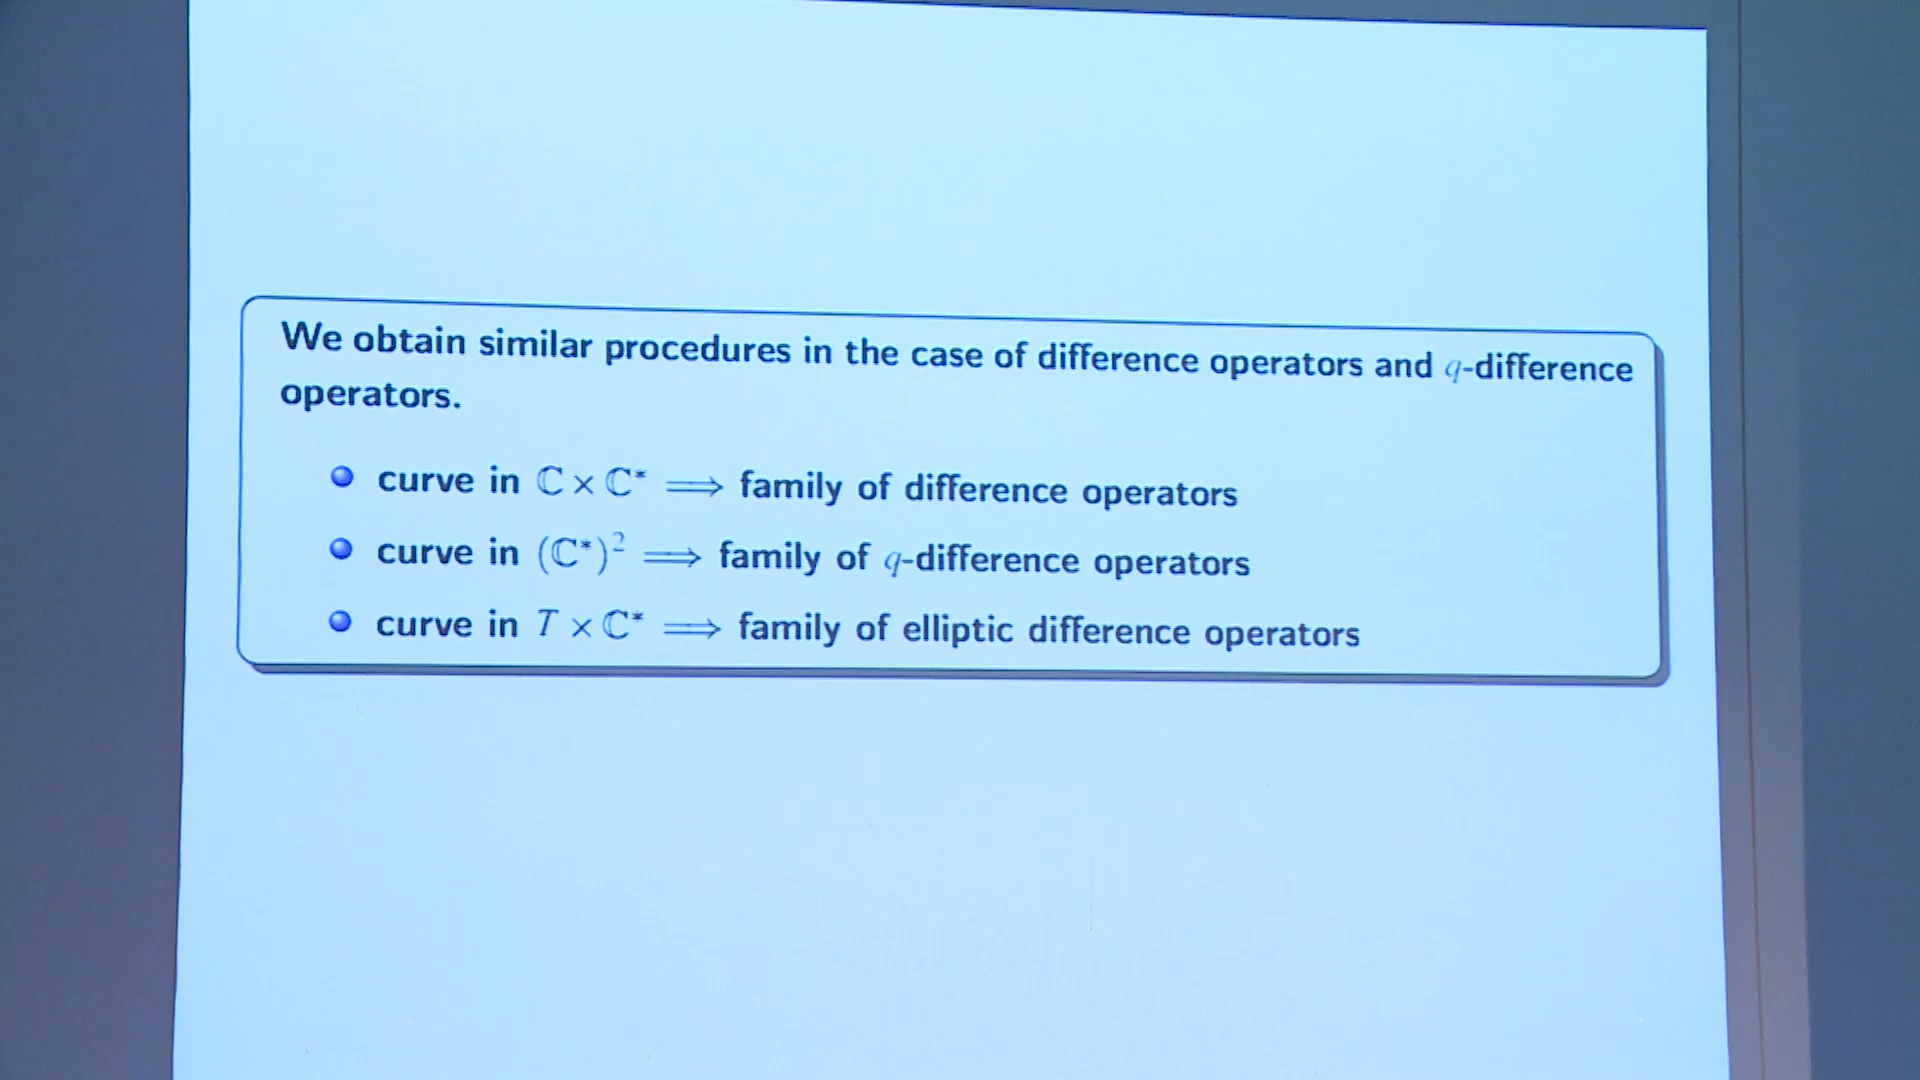 We obtain similar procedures in the case of difference operators and q-difference
operators.
curve in ℂ × ℂ* ⟹ family of difference operators
curve in (ℂ*)² ⟹ family of q-difference operators
curve in T × ℂ* ⟹ family of elliptic difference operators